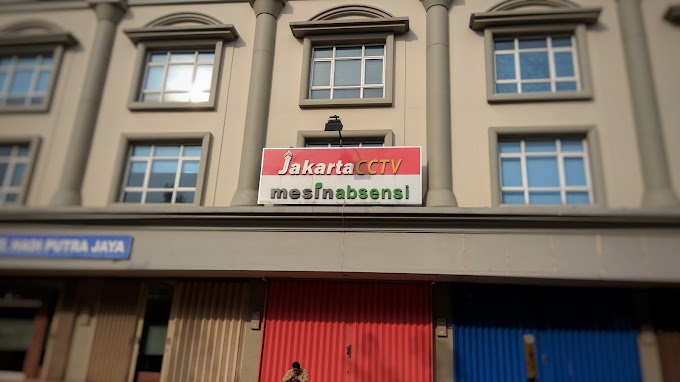 JakartaCCTV
mesinabsensi
HADI PUTRA JAYA